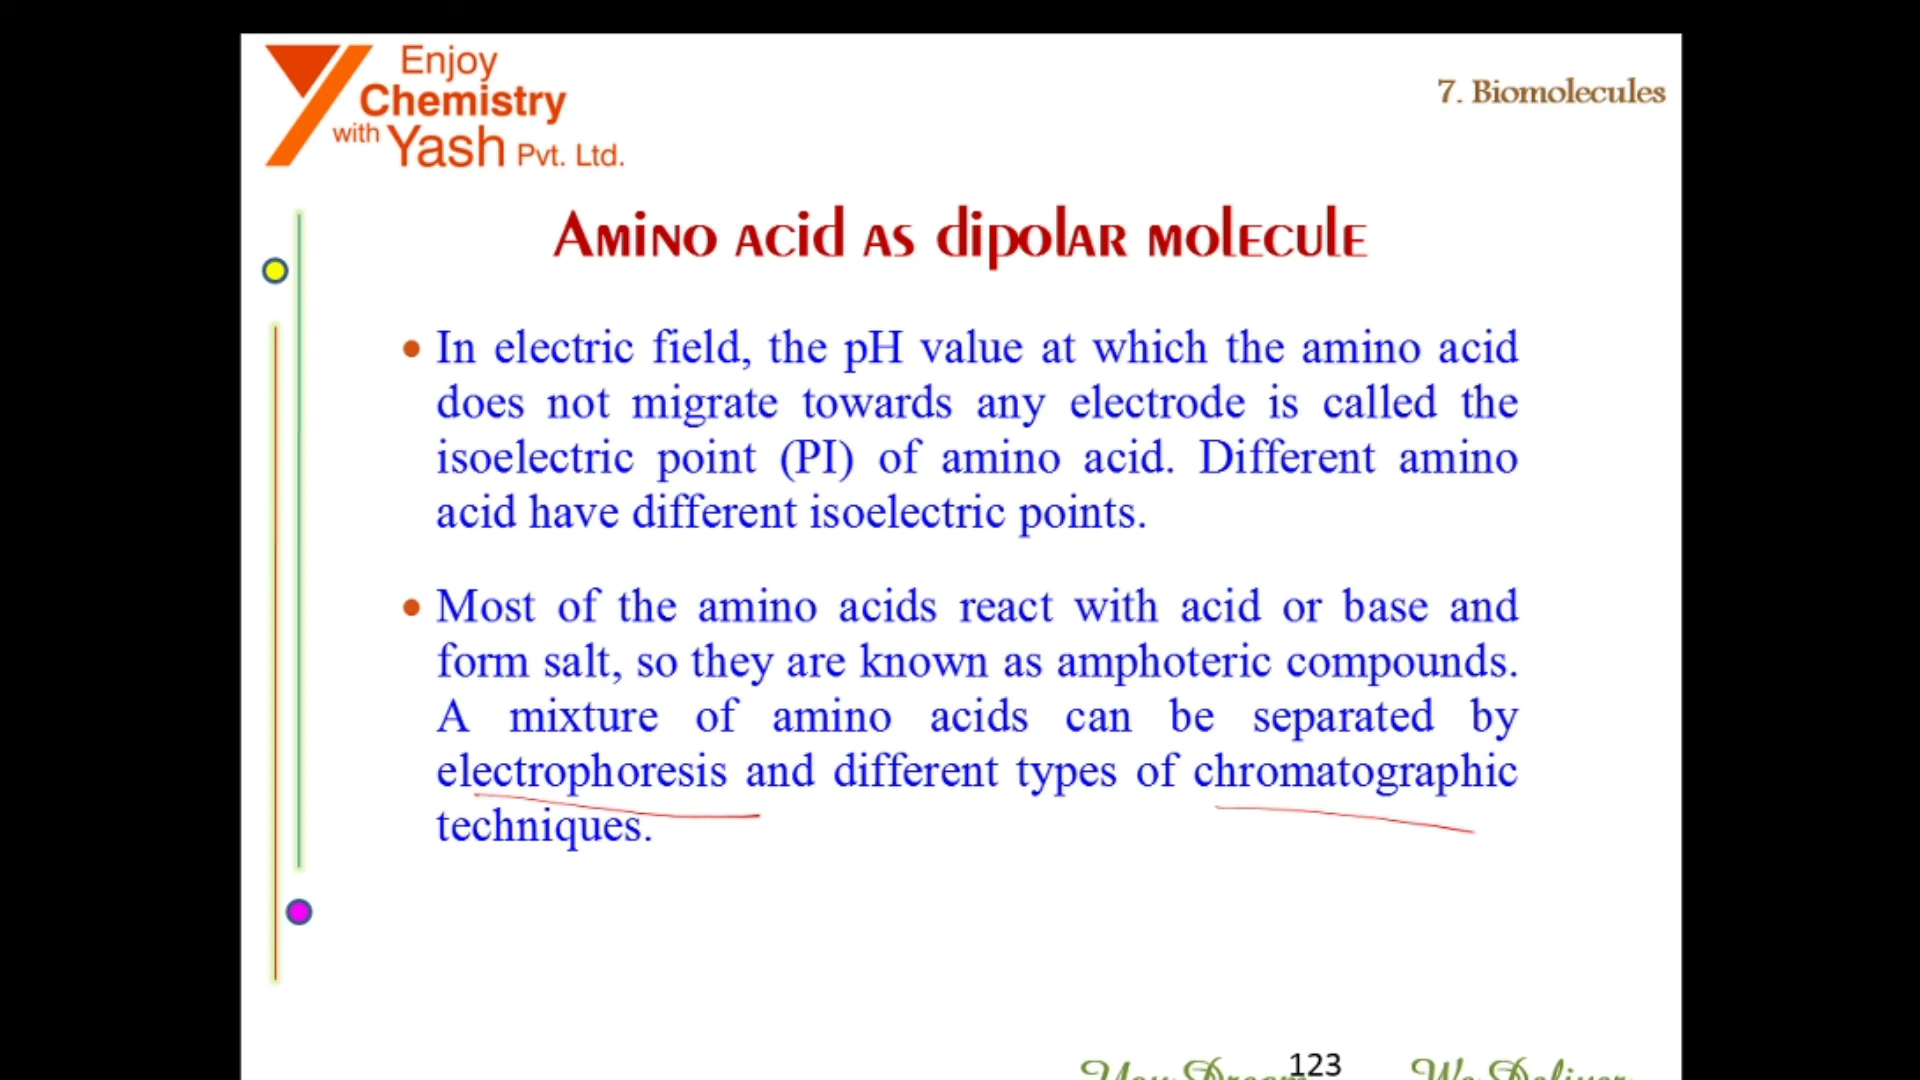 Enjoy
Chemistry
with Yash Pvt. Ltd.
7. Biomolecules
Amino acid as dipolar molecule
• In electric field, the pH value at which the amino acid
does not migrate towards any electrode is called the
isoelectric point (PI) of amino acid. Different amino
acid have different isoelectric points.
• Most of the amino acids react with acid or base and
form salt, so they are known as amphoteric compounds.
A mixture of amino acids can be separated by
electrophoresis and different types of chromatographic
techniques.
You Dream 123 We Deliver